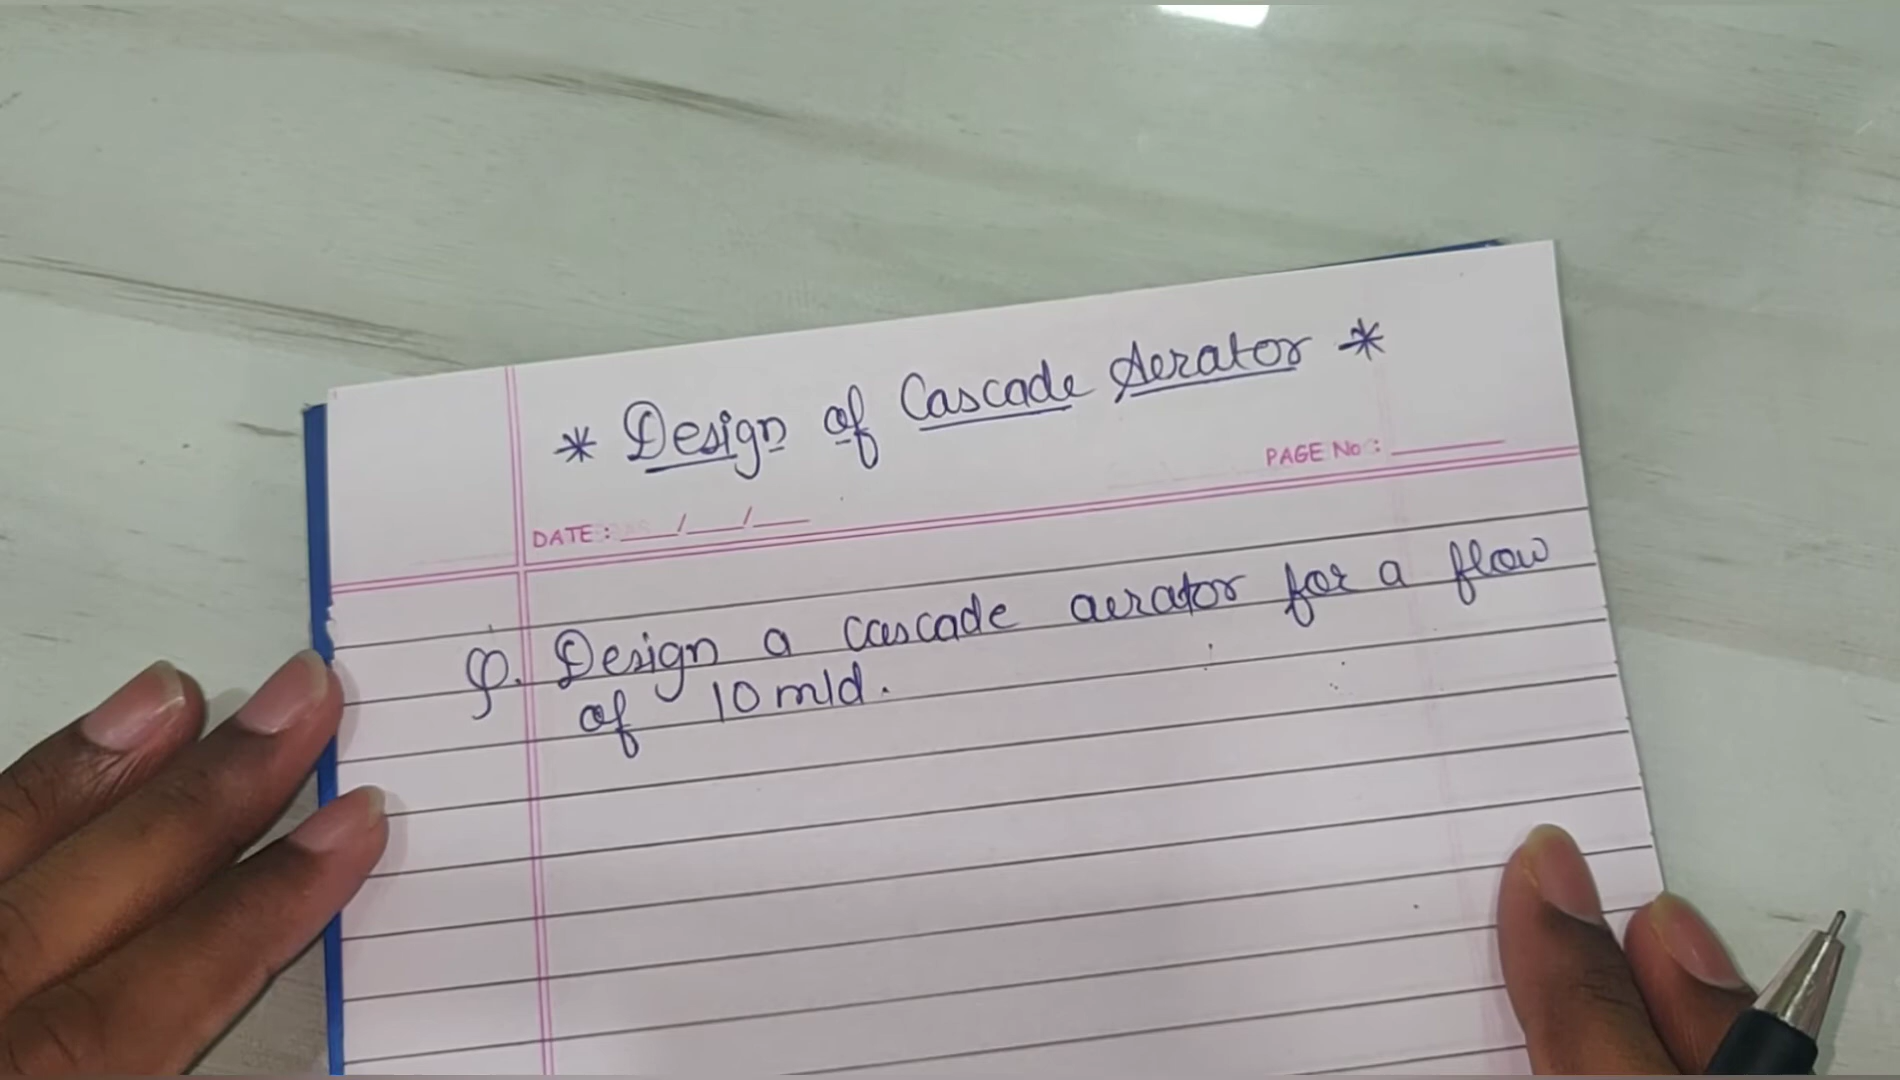 * Design of Cascade Aerator *
PAGE No :
DATE : / /
Q. Design a cascade aerator for a flow
of 10 mld.